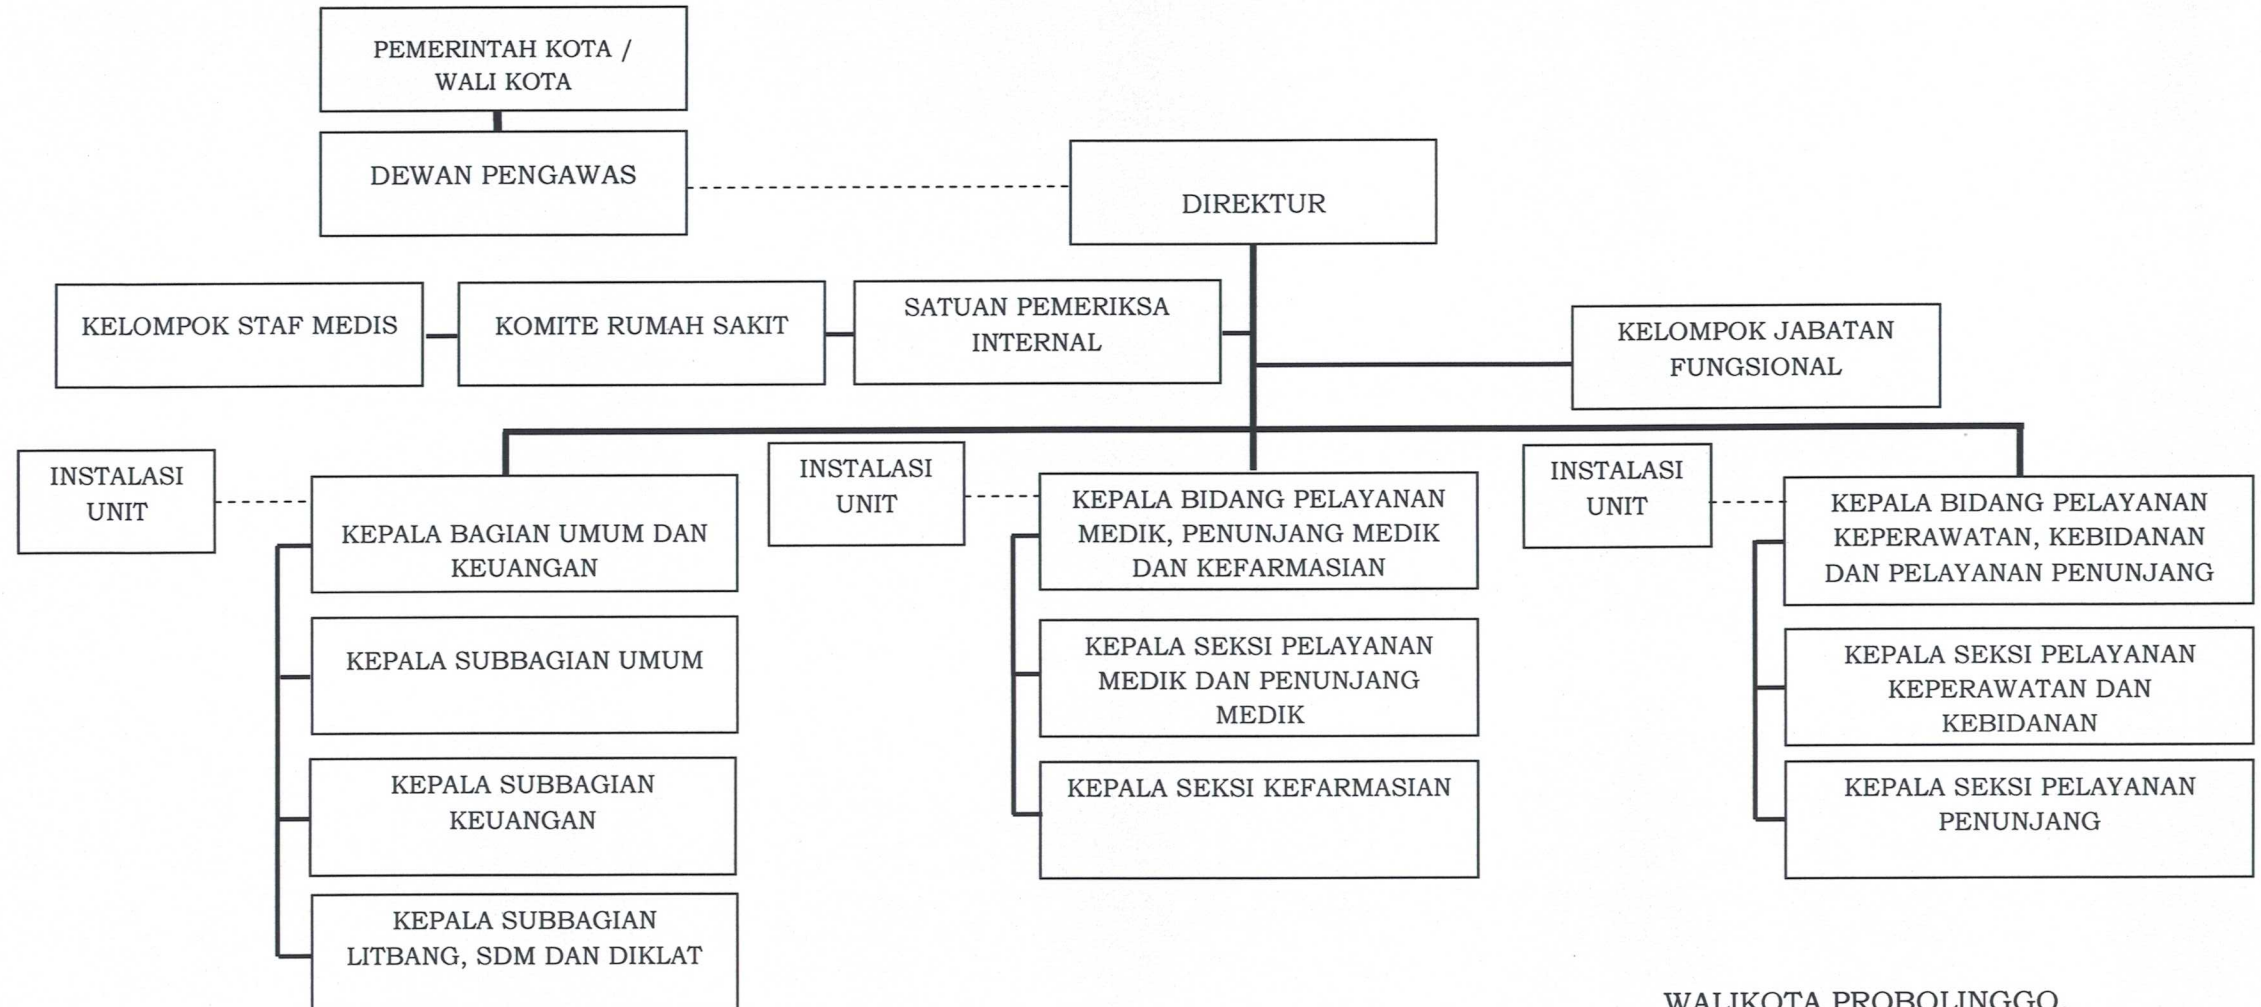 PEMERINTAH KOTA /
WALI KOTA
DEWAN PENGAWAS
DIREKTUR
KELOMPOK STAF MEDIS
KOMITE RUMAH SAKIT
SATUAN PEMERIKSA
INTERNAL
KELOMPOK JABATAN
FUNGSIONAL
INSTALASI
UNIT
KEPALA BAGIAN UMUM DAN
KEUANGAN
KEPALA SUBBAGIAN UMUM
KEPALA SUBBAGIAN
KEUANGAN
KEPALA SUBBAGIAN
LITBANG, SDM DAN DIKLAT
INSTALASI
UNIT
KEPALA BIDANG PELAYANAN
MEDIK, PENUNJANG MEDIK
DAN KEFARMASIAN
KEPALA SEKSI PELAYANAN
MEDIK DAN PENUNJANG
MEDIK
KEPALA SEKSI KEFARMASIAN
INSTALASI
UNIT
KEPALA BIDANG PELAYANAN
KEPERAWATAN, KEBIDANAN
DAN PELAYANAN PENUNJANG
KEPALA SEKSI PELAYANAN
KEPERAWATAN DAN
KEBIDANAN
KEPALA SEKSI PELAYANAN
PENUNJANG
WALIKOTA PROBOLINGGO